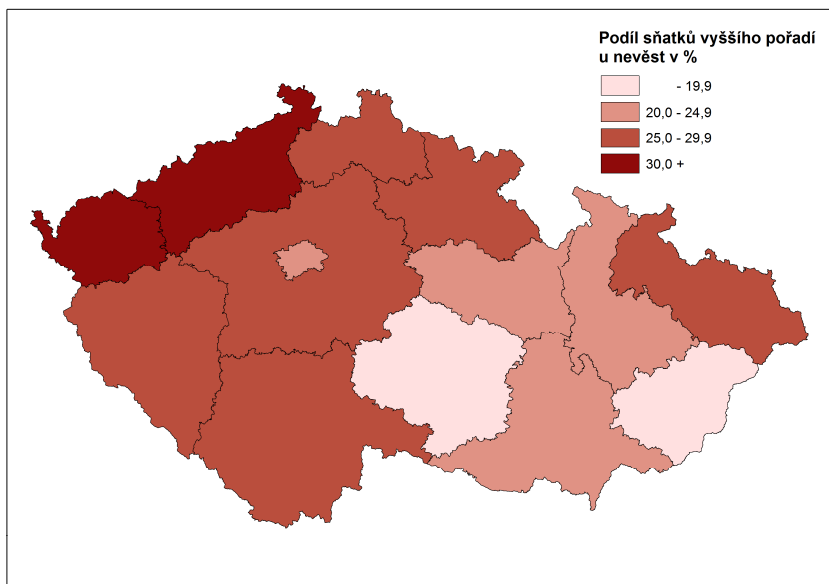 Podíl sňatků vyššího pořadí
u nevěst v %
- 19,9
20,0 - 24,9
25,0 - 29,9
30,0 +